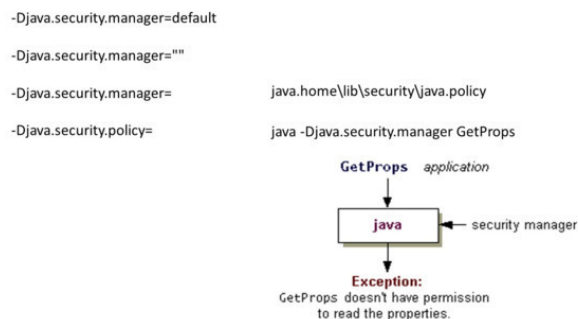 -Djava.security.manager=default
-Djava.security.manager=""
-Djava.security.manager=
-Djava.security.policy=
java.home\lib\security\java.policy
java -Djava.security.manager GetProps
GetProps application
java
security manager
Exception:
GetProps doesn't have permission
to read the properties.